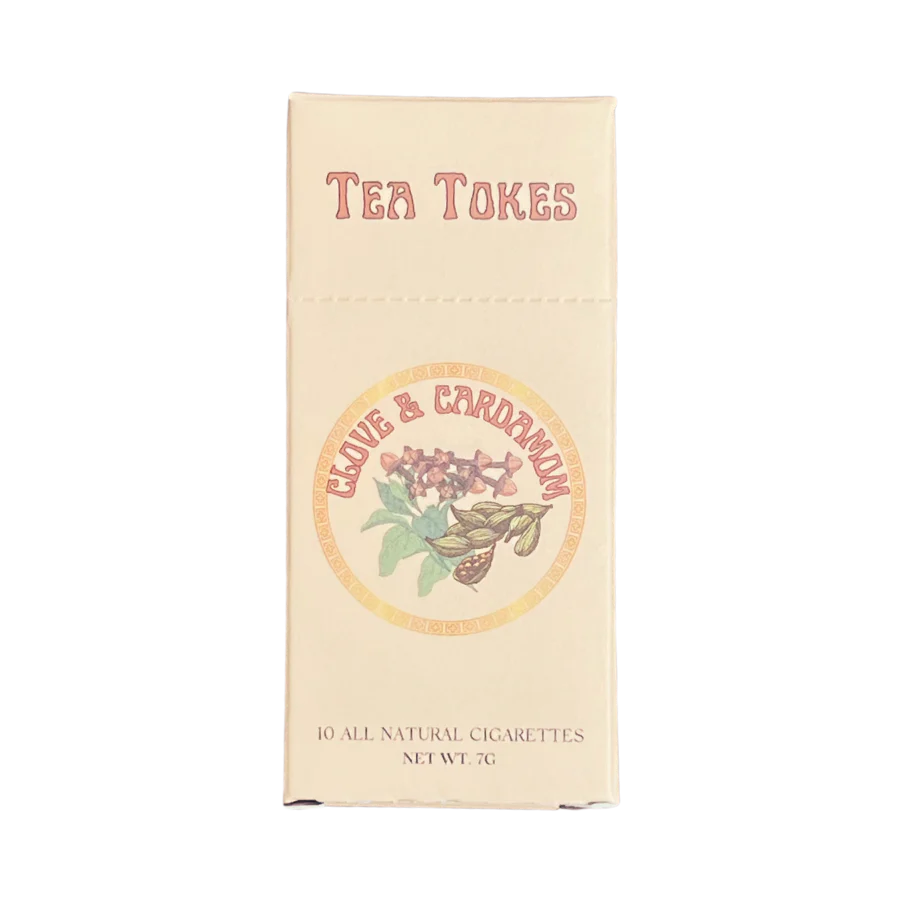 TEA TOKES
CLOVE & CARDAMOM
10 ALL NATURAL CIGARETTES
NET WT. 7G